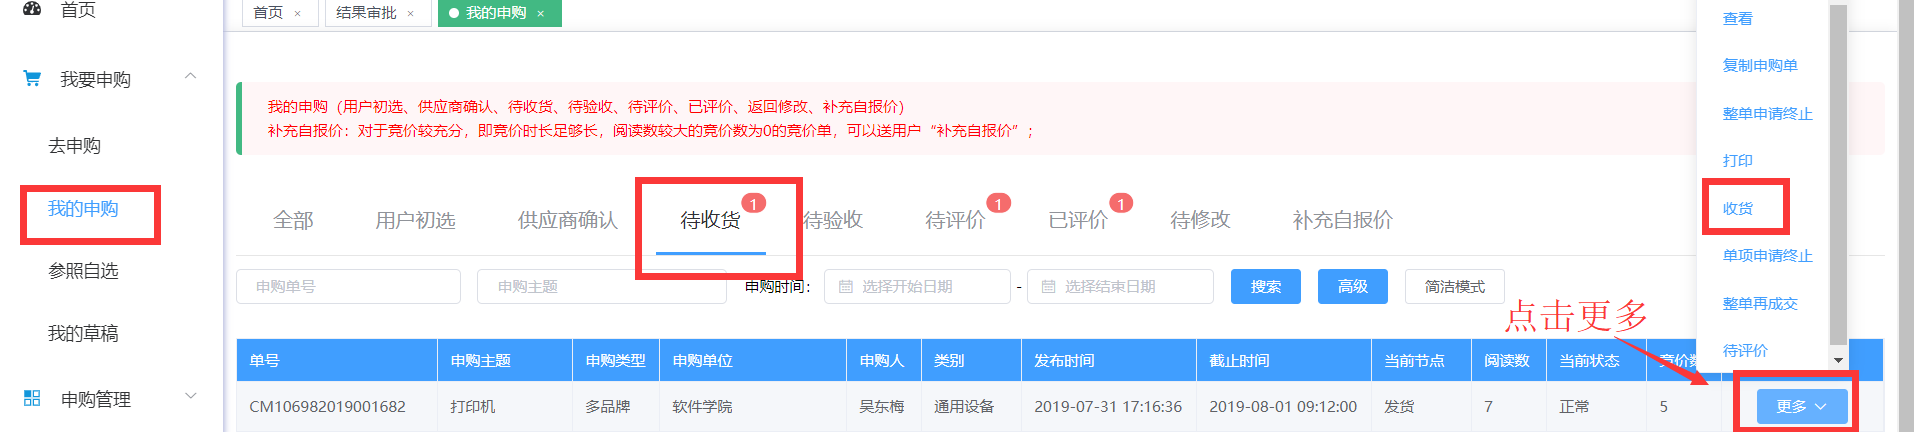 首页
首页 ×
结果审批 ×
我的申购 ×
查看
我要申购
复制申购单
我的申购（用户初选、供应商确认、待收货、待验收、待评价、已评价、返回修改、补充自报价）
整单申请终止
补充自报价：对于竞价较充分，即竞价时长足够长，阅读数较大的竞价数为0的竞价单，可以送用户“补充自报价”；
去申购
打印
我的申购
收货
全部
用户初选
供应商确认
待收货 1
待验收
待评价 1
已评价 1
待修改
补充自报价
单项申请终止
参照自选
申购单号
申购主题
申购时间：
选择开始日期
-
选择结束日期
搜索
高级
简洁模式
整单再成交
点击更多
我的草稿
待评价
单号 申购主题 申购类型 申购单位 申购人 类别 发布时间 截止时间 当前节点 阅读数 当前状态
申购管理
CM106982019001682 打印机 多品牌 软件学院 吴东梅 通用设备 2019-07-31 17:16:36 2019-08-01 09:12:00 发货 7 正常 5 更多